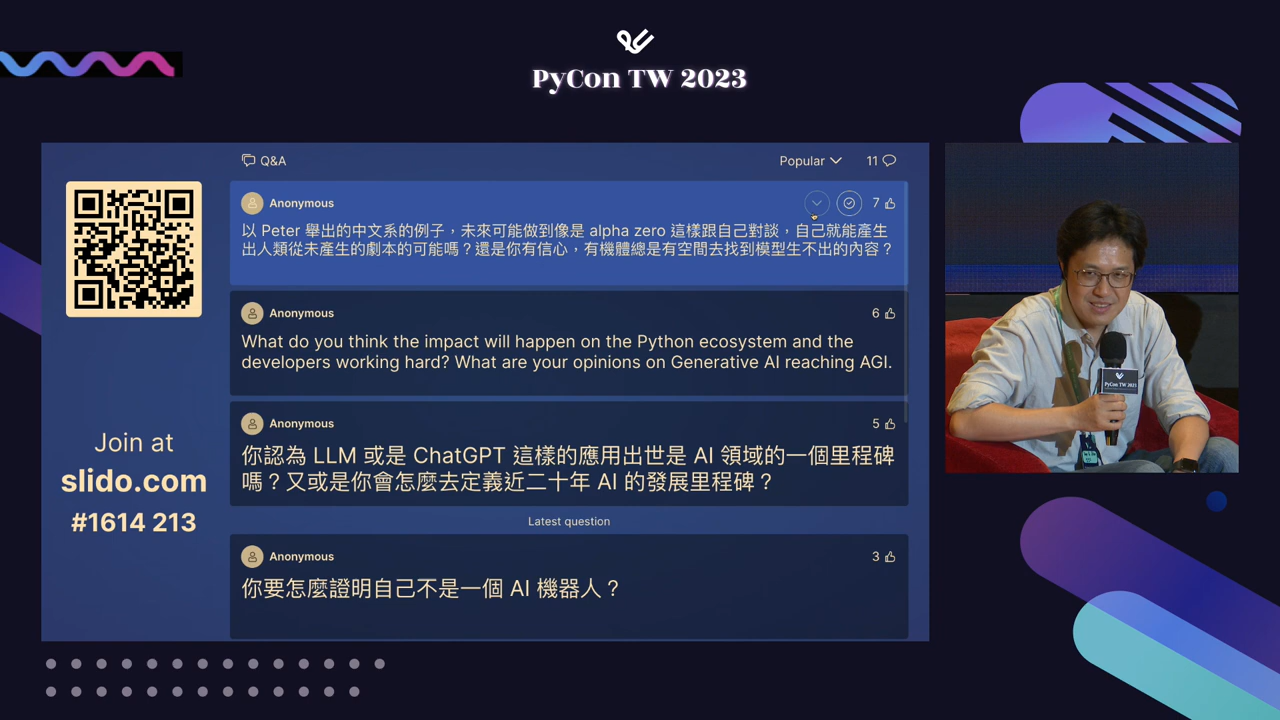 PyCon TW 2023
Q&A
Popular
11
Anonymous
7
以 Peter 舉出的中文系的例子，未來可能做到像是 alpha zero 這樣跟自己對談，自己就能產生
出人類從未產生的劇本的可能嗎？還是你有信心，有機體總是有空間去找到模型生不出的內容？
Anonymous
6
What do you think the impact will happen on the Python ecosystem and the
developers working hard? What are your opinions on Generative AI reaching AGI.
Anonymous
5
你認為 LLM 或是 ChatGPT 這樣的應用出世是 AI 領域的一個里程碑
嗎？又或是你會怎麼去定義近二十年 AI 的發展里程碑？
Latest question
Anonymous
3
你要怎麼證明自己不是一個 AI 機器人？
Join at
slido.com
#1614 213
PyCon TW 2023